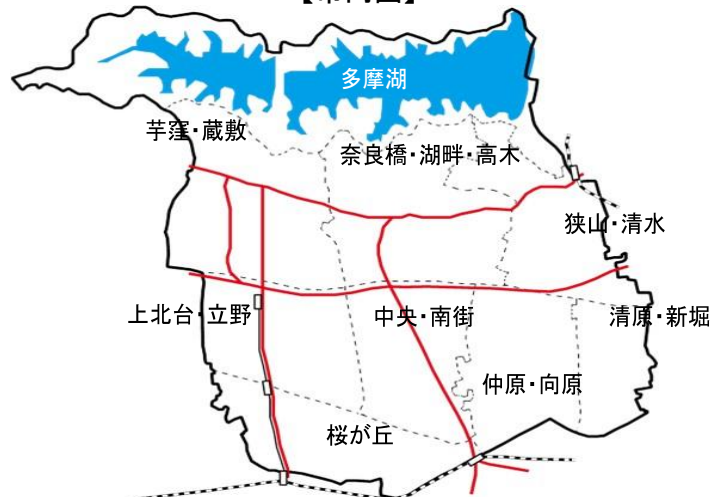 多摩湖
芋窪・蔵敷
奈良橋・湖畔・高木
狭山・清水
上北台・立野
中央・南街
清原・新堀
仲原・向原
桜が丘